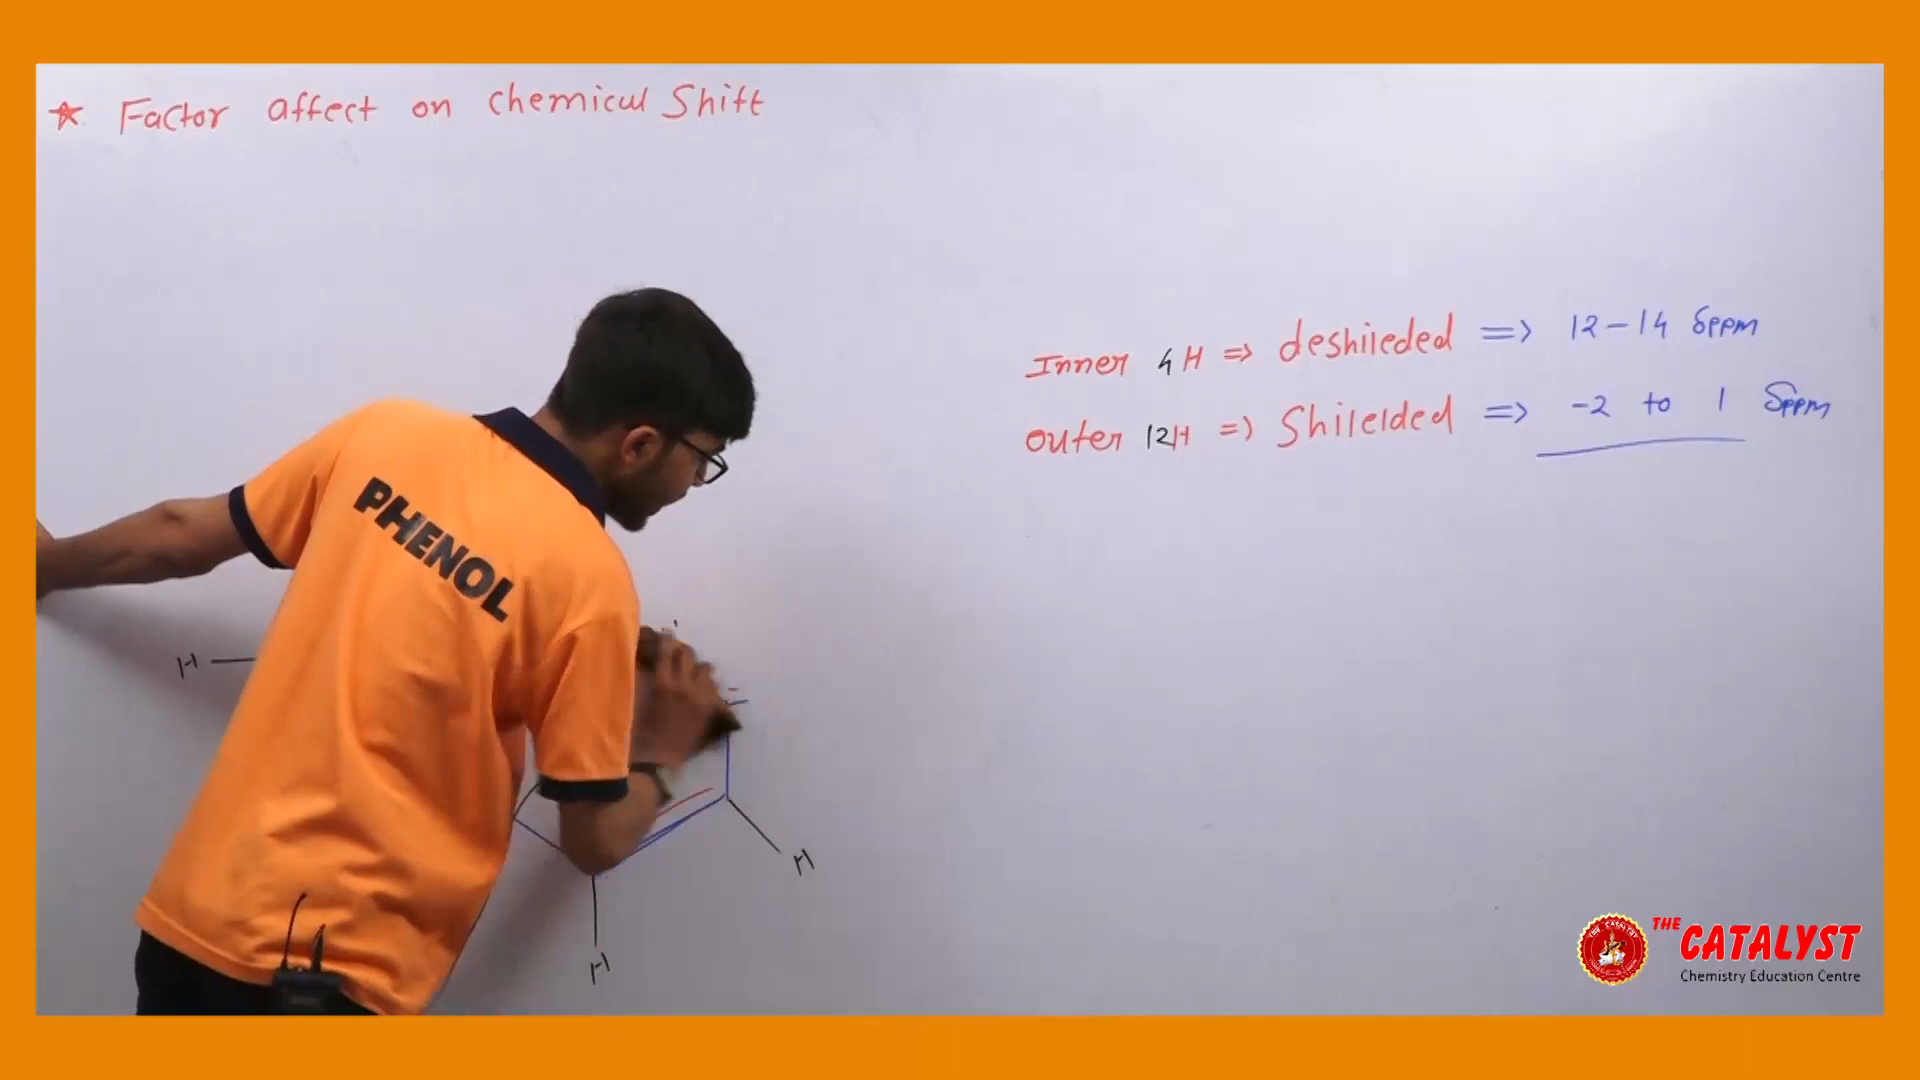 ★ Factor affect on chemical Shift
Inner 4H => deshileded => 12-14 δppm
outer 12H => Shileided => -2 to 1 δppm
PHENOL
H
H
H
THE CATALYST
Chemistry Education Centre